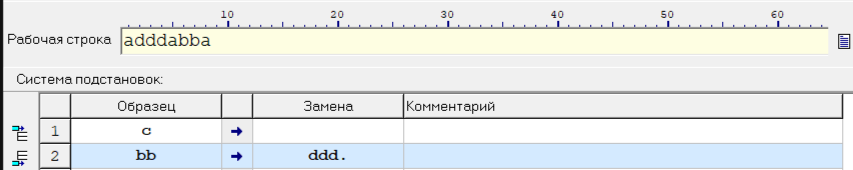 10 20 30 40 50 60
Рабочая строка adddabba
Система подстановок:
Образец Замена Комментарий
1 c →
2 bb → ddd.